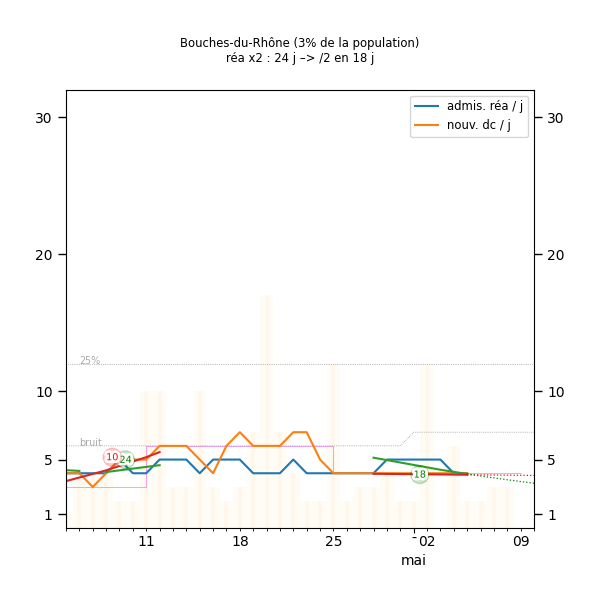 Bouches-du-Rhône (3% de la population)
réa x2 : 24 j –> /2 en 18 j
admis. réa / j
nouv. dc / j
30 30
20 20
25%
10 10
bruit
10 24
5 5
18
1 1
11 18 25 02 09
mai